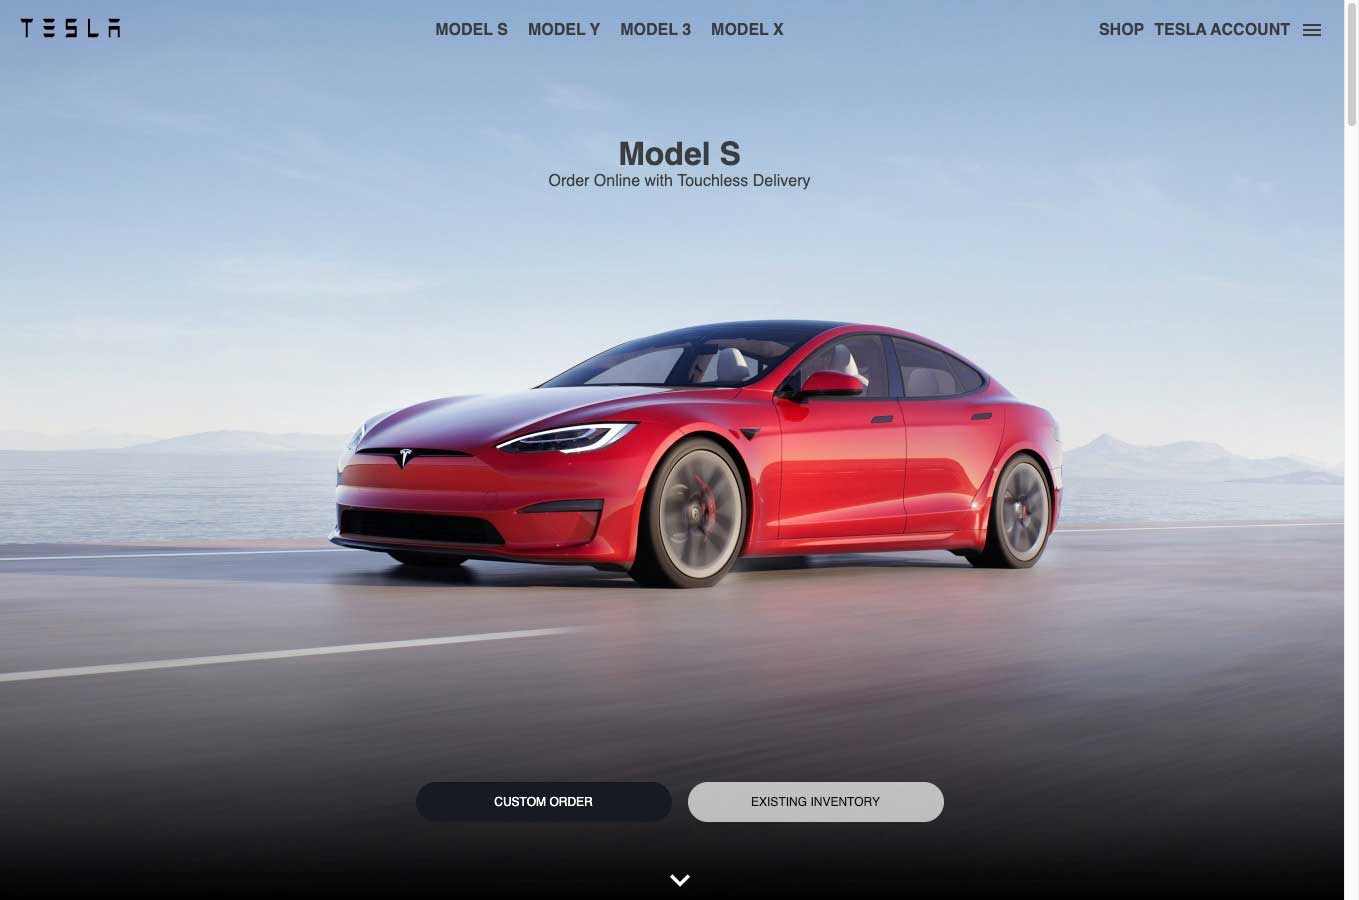 TESLA
MODEL S MODEL Y MODEL 3 MODEL X
SHOP TESLA ACCOUNT
Model S
Order Online with Touchless Delivery
CUSTOM ORDER
EXISTING INVENTORY